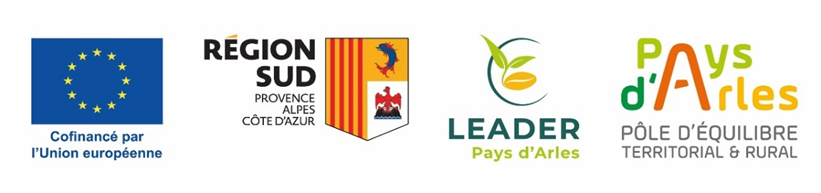 Cofinancé par
l'Union européenne
RÉGION
SUD
PROVENCE
ALPES
CÔTE D'AZUR
LEADER
Pays d'Arles
Pays
d'Arles
PÔLE D'ÉQUILIBRE
TERRITORIAL & RURAL